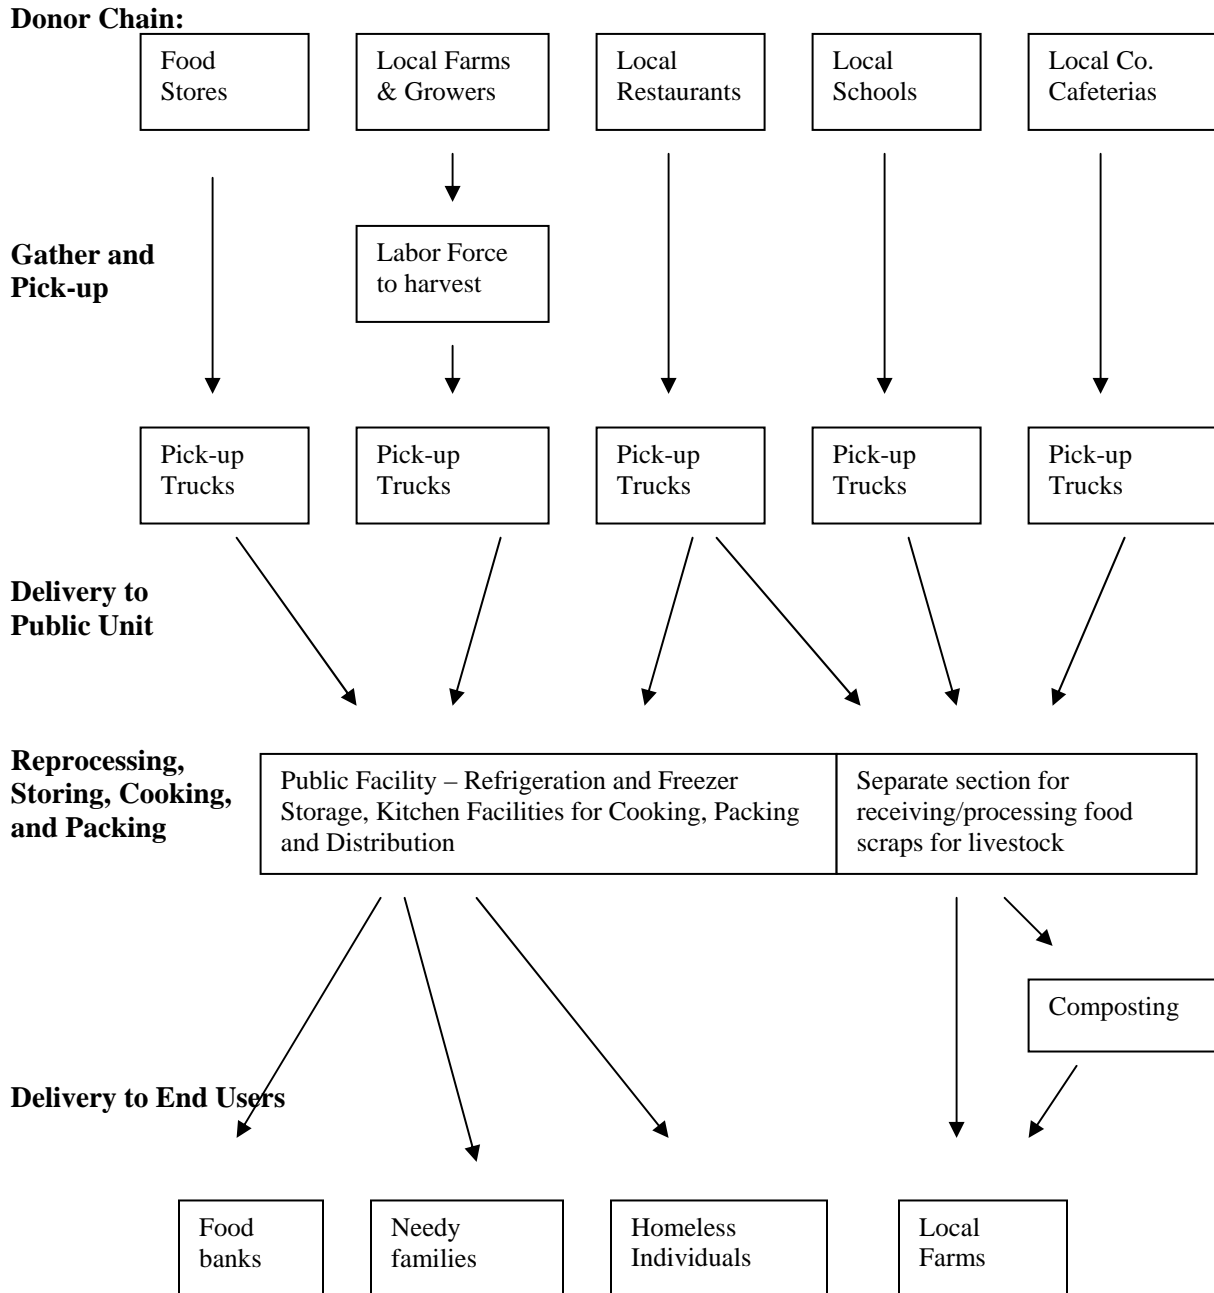 Donor Chain:
Food
Stores
Local Farms
& Growers
Local
Restaurants
Local
Schools
Local Co.
Cafeterias
Gather and
Pick-up
Labor Force
to harvest
Pick-up
Trucks
Pick-up
Trucks
Pick-up
Trucks
Pick-up
Trucks
Pick-up
Trucks
Delivery to
Public Unit
Reprocessing,
Storing, Cooking,
and Packing
Public Facility – Refrigeration and Freezer
Storage, Kitchen Facilities for Cooking, Packing
and Distribution
Separate section for
receiving/processing food
scraps for livestock
Composting
Delivery to End Users
Food
banks
Needy
families
Homeless
Individuals
Local
Farms